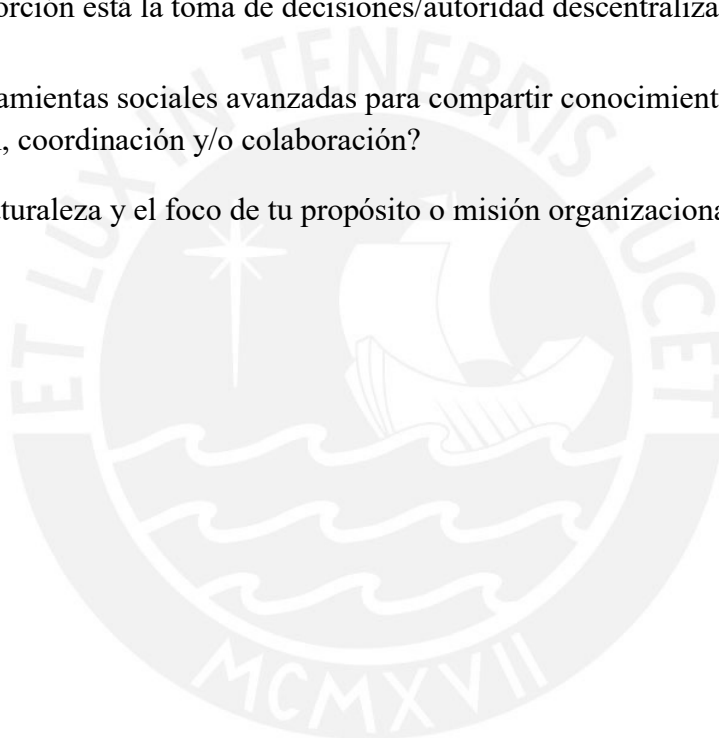 orción está la toma de decisiones/autoridad descentraliza
amientas sociales avanzadas para compartir conocimient
, coordinación y/o colaboración?
turaleza y el foco de tu propósito o misión organizaciona
ET LUX IN TENEBRIS LUCET
MCMXVII